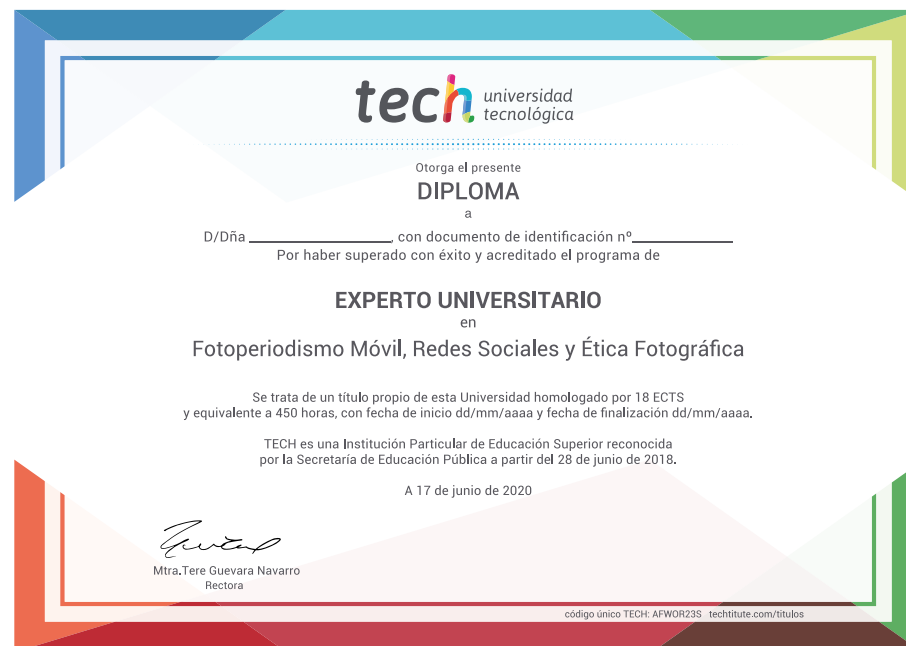 tech universidad
tecnológica
Otorga el presente
DIPLOMA
a
D/Dña ______________, con documento de identificación nº__________
Por haber superado con éxito y acreditado el programa de
EXPERTO UNIVERSITARIO
en
Fotoperiodismo Móvil, Redes Sociales y Ética Fotográfica
Se trata de un título propio de esta Universidad homologado por 18 ECTS
y equivalente a 450 horas, con fecha de inicio dd/mm/aaaa y fecha de finalización dd/mm/aaaa.
TECH es una Institución Particular de Educación Superior reconocida
por la Secretaría de Educación Pública a partir del 28 de junio de 2018.
A 17 de junio de 2020
Mtra.Tere Guevara Navarro
Rectora
código único TECH: AFWOR23S techtitute.com/titulos